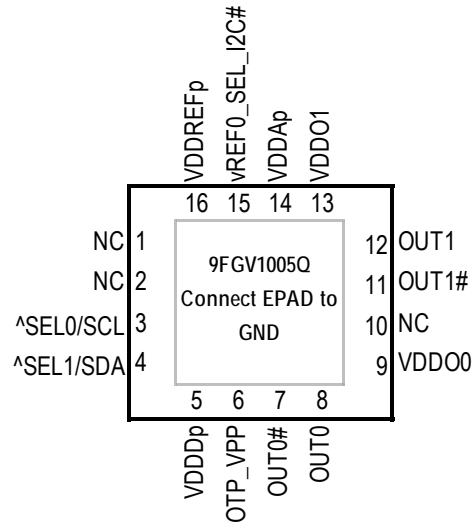 VDDREFp
vREF0_SEL_I2C#
VDDAp
VDDO1
16 15 14 13
NC 1
NC 2
^SEL0/SCL 3
^SEL1/SDA 4
9FGV1005Q
Connect EPAD to
GND
12 OUT1
11 OUT1#
10 NC
9 VDDO0
5 6 7 8
VDDDp
OTP_VPP
OUT0#
OUT0